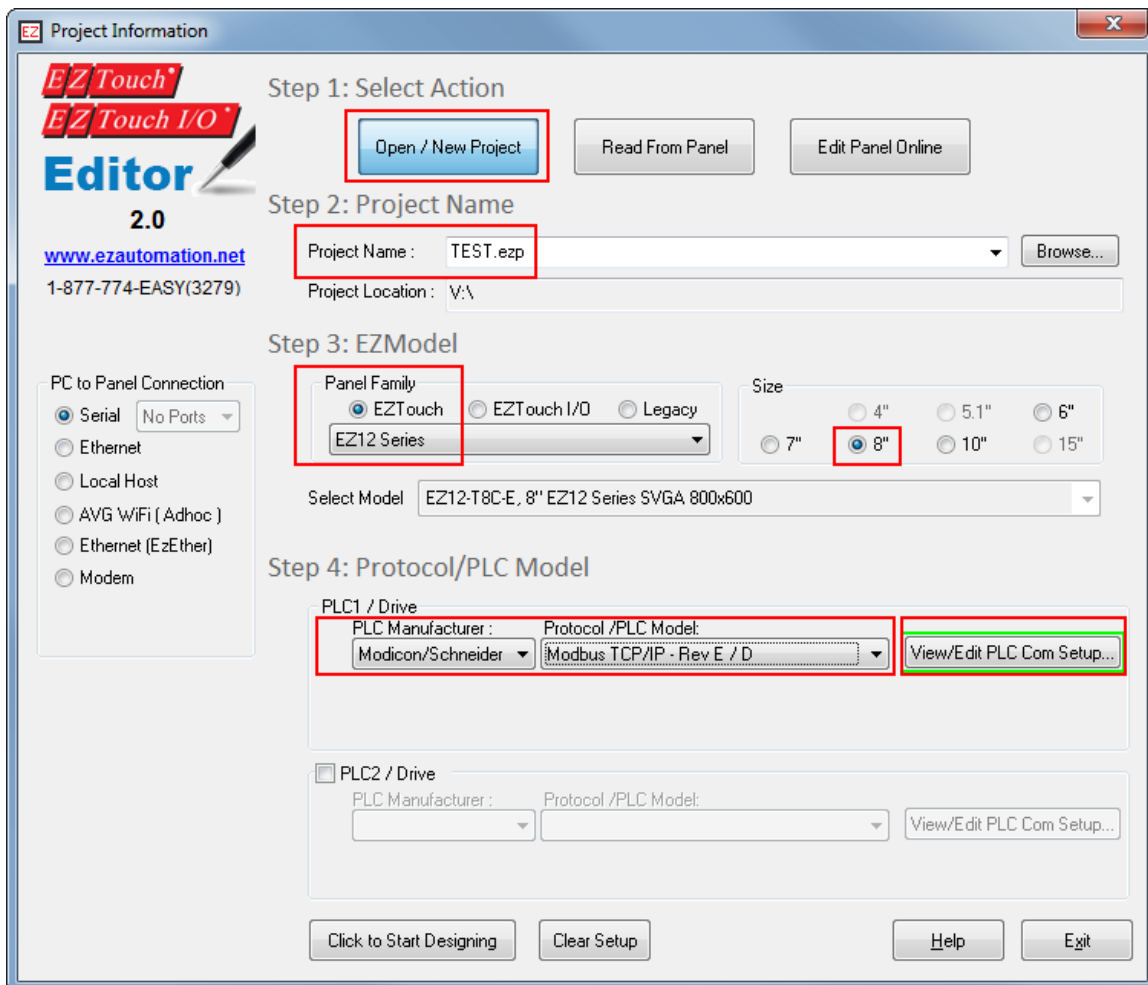 EZ Project Information
x
EZTouch
EZTouch I/O
Editor
2.0
www.ezautomation.net
1-877-774-EASY(3279)
Step 1: Select Action
Open / New Project
Read From Panel
Edit Panel Online
Step 2: Project Name
Project Name :
TEST.ezp
Browse...
Project Location :
V:\
Step 3: EZModel
PC to Panel Connection
Serial
No Ports
Ethernet
Local Host
AVG WiFi ( Adhoc )
Ethernet (EzEther)
Modem
Panel Family
EZTouch
EZTouch I/O
Legacy
EZ12 Series
Size
4"
5.1"
6"
7"
8"
10"
15"
Select Model
EZ12-T8C-E, 8" EZ12 Series SVGA 800x600
Step 4: Protocol/PLC Model
PLC1 / Drive
PLC Manufacturer :
Protocol /PLC Model:
Modicon/Schneider
Modbus TCP/IP - Rev E / D
View/Edit PLC Com Setup...
PLC2 / Drive
PLC Manufacturer :
Protocol /PLC Model:
View/Edit PLC Com Setup...
Click to Start Designing
Clear Setup
Help
Exit